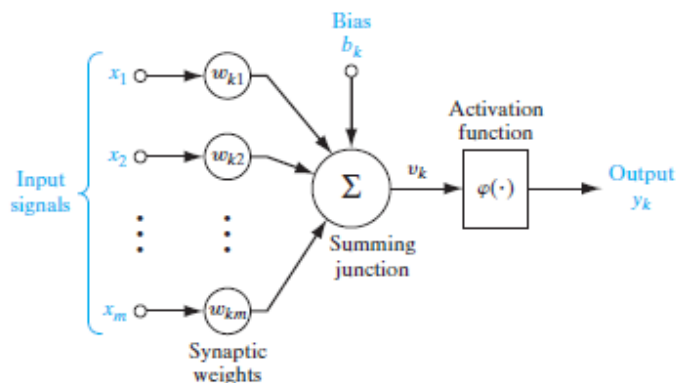 Bias
b_k
x_1
w_k1
Activation
function
x_2
w_k2
Input
signals
Σ
v_k
φ(·)
Output
y_k
Summing
junction
x_m
w_km
Synaptic
weights